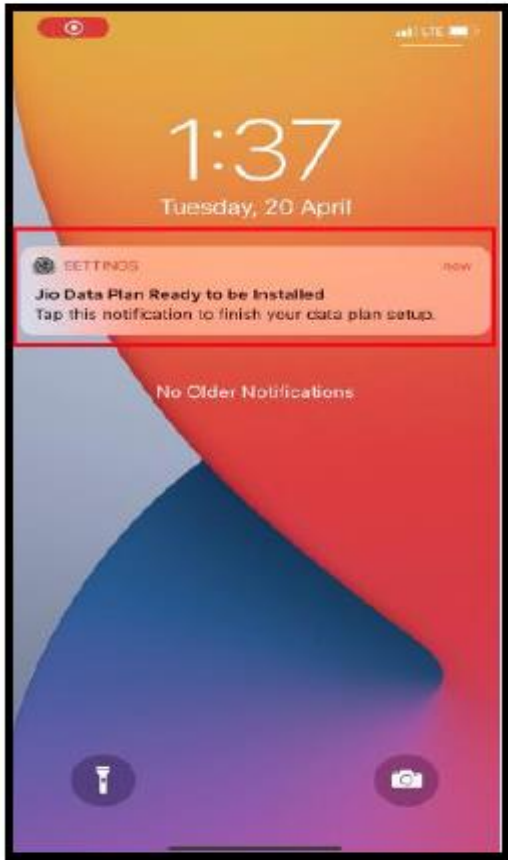 LTE
1:37
Tuesday, 20 April
SETTINGS now
Jio Data Plan Ready to be Installed
Tap this notification to finish your data plan setup.
No Older Notifications